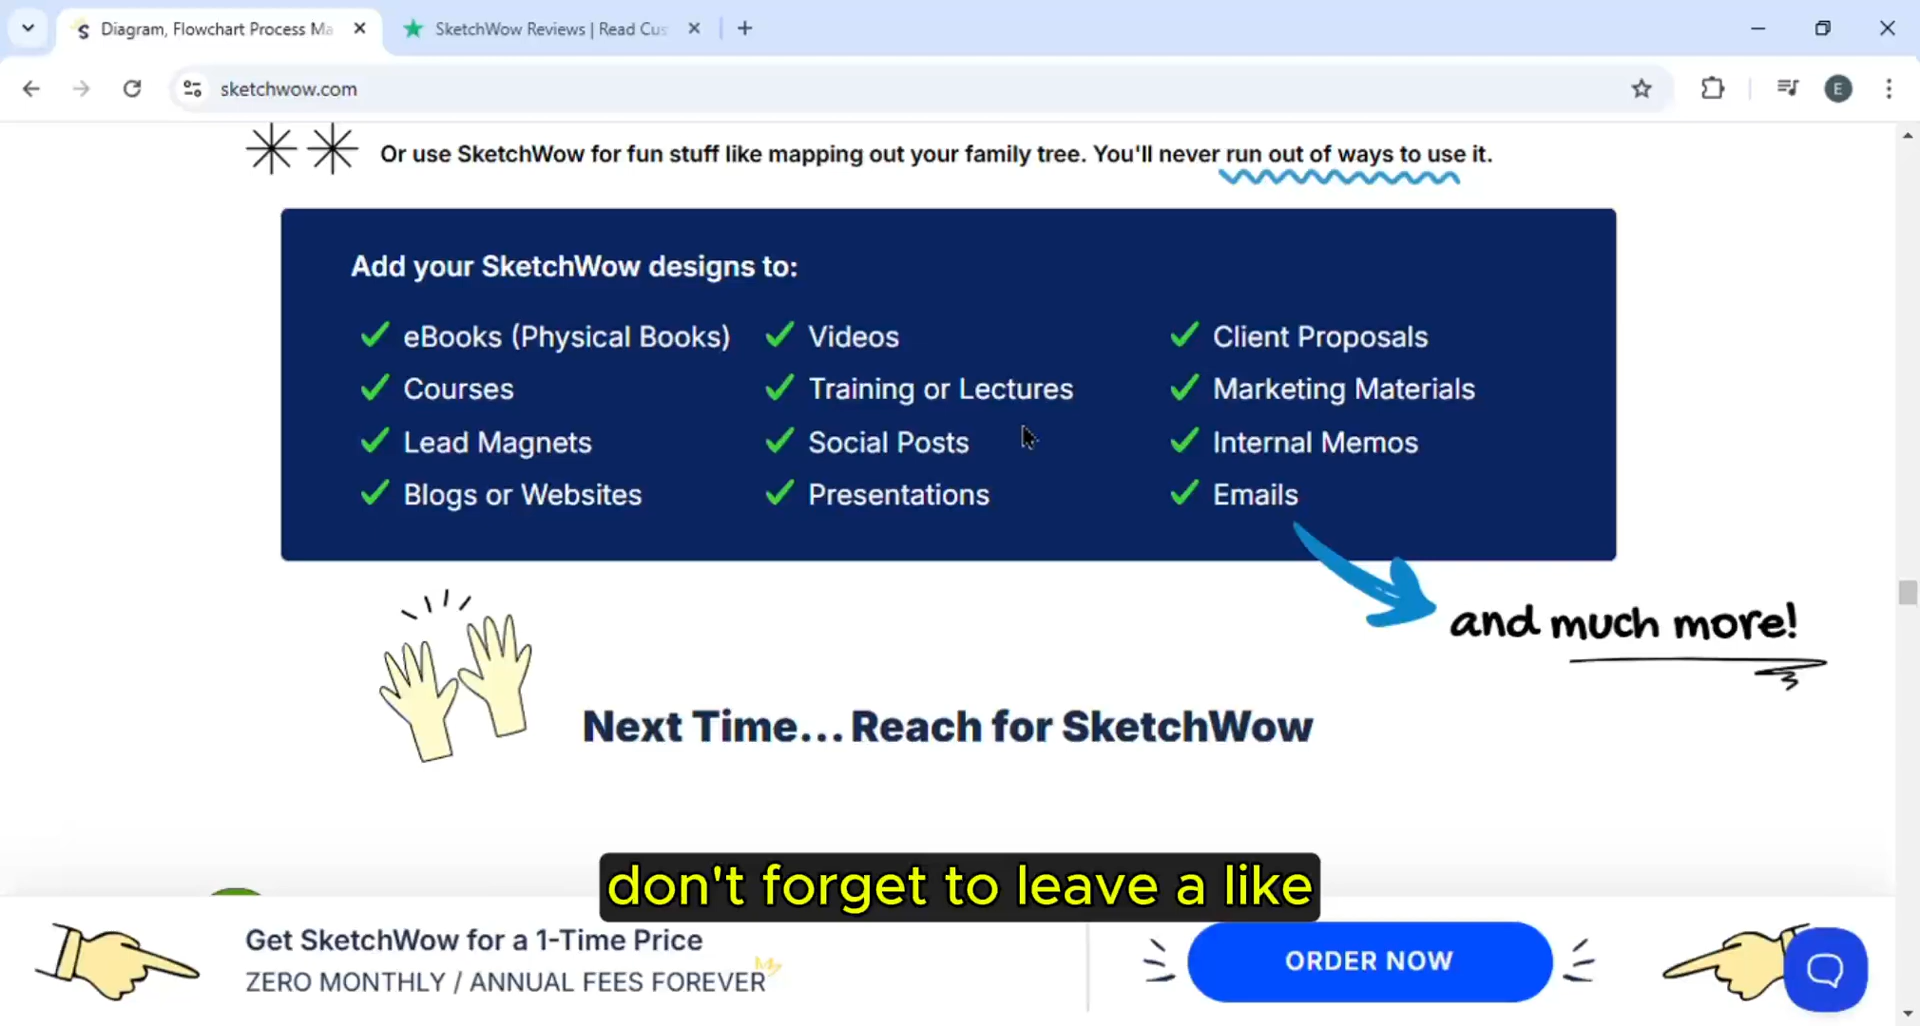 Diagram, Flowchart Process Ma
SketchWow Reviews | Read Cus
sketchwow.com
E
Or use SketchWow for fun stuff like mapping out your family tree. You'll never run out of ways to use it.
Add your SketchWow designs to:
eBooks (Physical Books)
Videos
Client Proposals
Courses
Training or Lectures
Marketing Materials
Lead Magnets
Social Posts
Internal Memos
Blogs or Websites
Presentations
Emails
and much more!
Next Time... Reach for SketchWow
don't forget to leave a like
Get SketchWow for a 1-Time Price
ZERO MONTHLY / ANNUAL FEES FOREVER
ORDER NOW